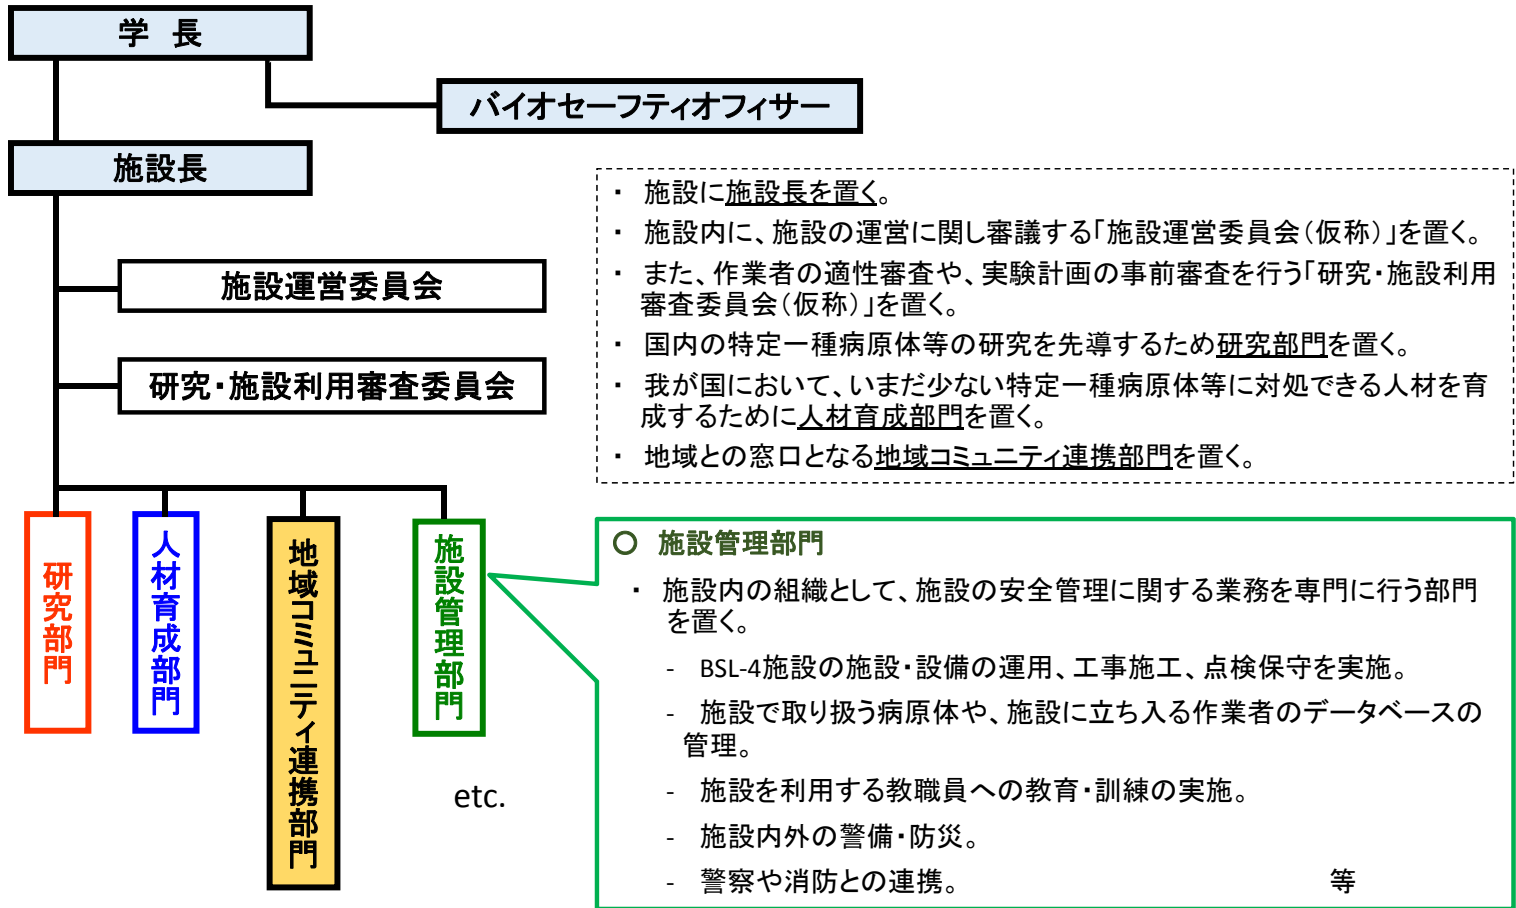 学 長
バイオセーフティオフィサー
施設長
施設運営委員会
研究・施設利用審査委員会
・ 施設に施設長を置く。
・ 施設内に、施設の運営に関し審議する「施設運営委員会（仮称）」を置く。
・ また、作業者の適性審査や、実験計画の事前審査を行う「研究・施設利用
審査委員会（仮称）」を置く。
・ 国内の特定一種病原体等の研究を先導するため研究部門を置く。
・ 我が国において、いまだ少ない特定一種病原体等に対処できる人材を育
成するために人材育成部門を置く。
・ 地域との窓口となる地域コミュニティ連携部門を置く。
研究部門
人材育成部門
地域コミュニティ連携部門
施設管理部門
etc.
○ 施設管理部門
・ 施設内の組織として、施設の安全管理に関する業務を専門に行う部門
を置く。
- BSL-4施設の施設・設備の運用、工事施工、点検保守を実施。
- 施設で取り扱う病原体や、施設に立ち入る作業者のデータベースの
管理。
- 施設を利用する教職員への教育・訓練の実施。
- 施設内外の警備・防災。
- 警察や消防との連携。 等